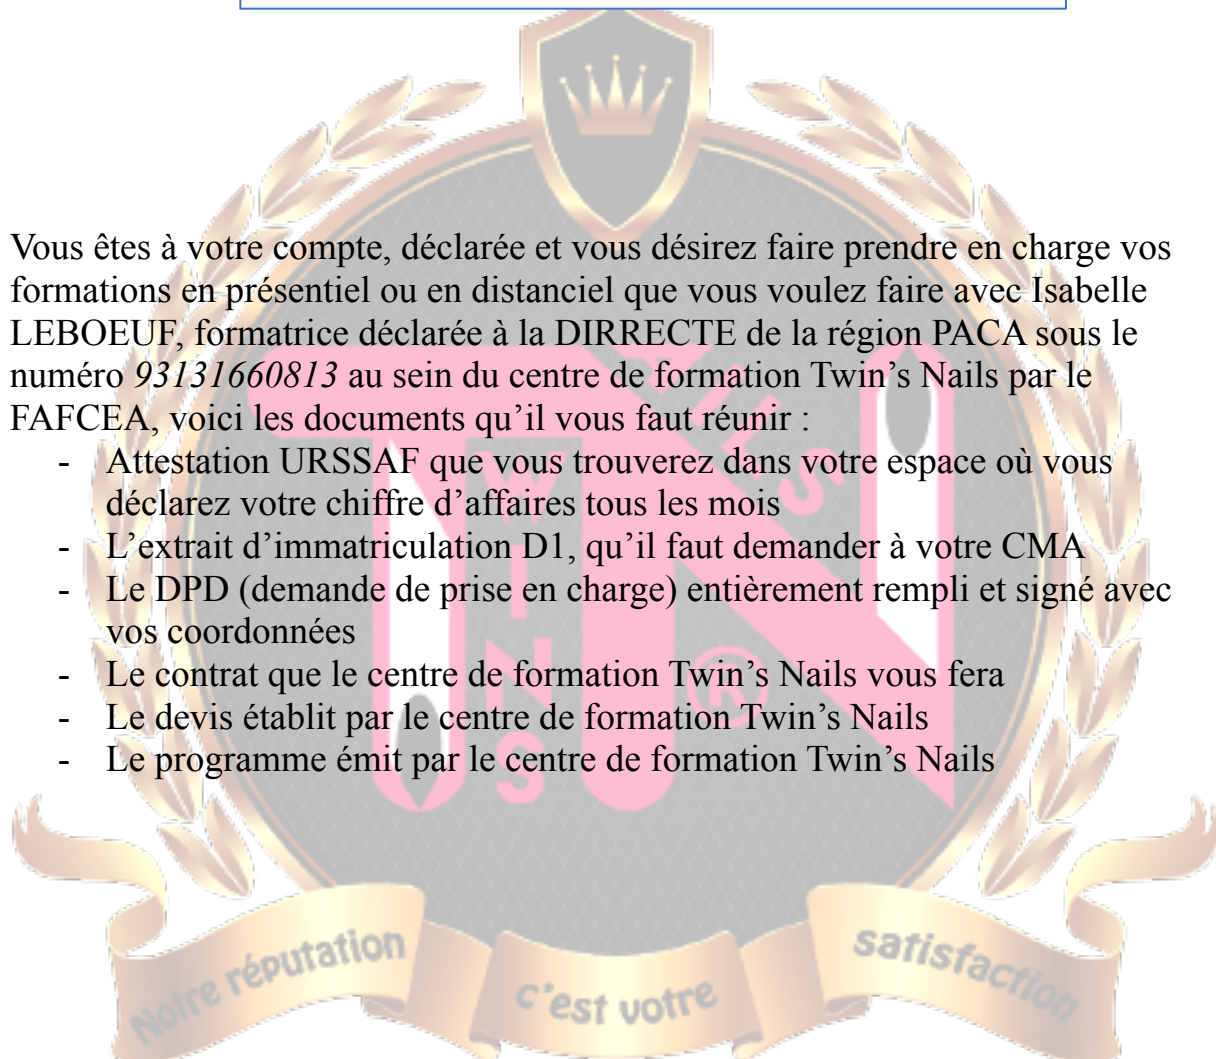 Vous êtes à votre compte, déclarée et vous désirez faire prendre en charge vos
formations en présentiel ou en distanciel que vous voulez faire avec Isabelle
LEBOEUF, formatrice déclarée à la DIRRECTE de la région PACA sous le
numéro 93131660813 au sein du centre de formation Twin’s Nails par le
FAFCEA, voici les documents qu’il vous faut réunir :
- Attestation URSSAF que vous trouverez dans votre espace où vous
déclarez votre chiffre d’affaires tous les mois
- L’extrait d’immatriculation D1, qu’il faut demander à votre CMA
- Le DPD (demande de prise en charge) entièrement rempli et signé avec
vos coordonnées
- Le contrat que le centre de formation Twin’s Nails vous fera
- Le devis établit par le centre de formation Twin’s Nails
- Le programme émit par le centre de formation Twin’s Nails
TWINS
NAILS
®
Notre réputation
c'est votre
satisfaction